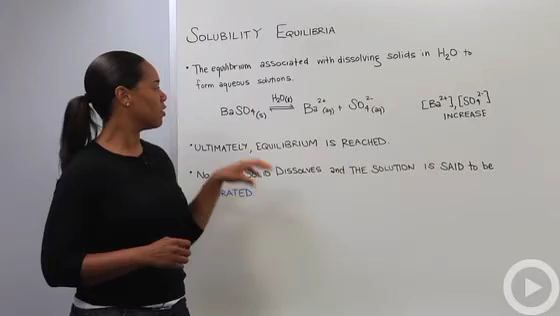 SOLUBILITY EQUILIBRIA
• The equilibrium associated with dissolving solids in H₂O to
form aqueous solutions.
BaSO₄(s) ⇌ Ba²⁺(aq) + SO₄²⁻(aq) [Ba²⁺], [SO₄²⁻]
H₂O(l)
INCREASE
• ULTIMATELY, EQUILIBRIUM IS REACHED.
• No DISSOLVES and THE SOLUTION IS SAID to be
RATED.